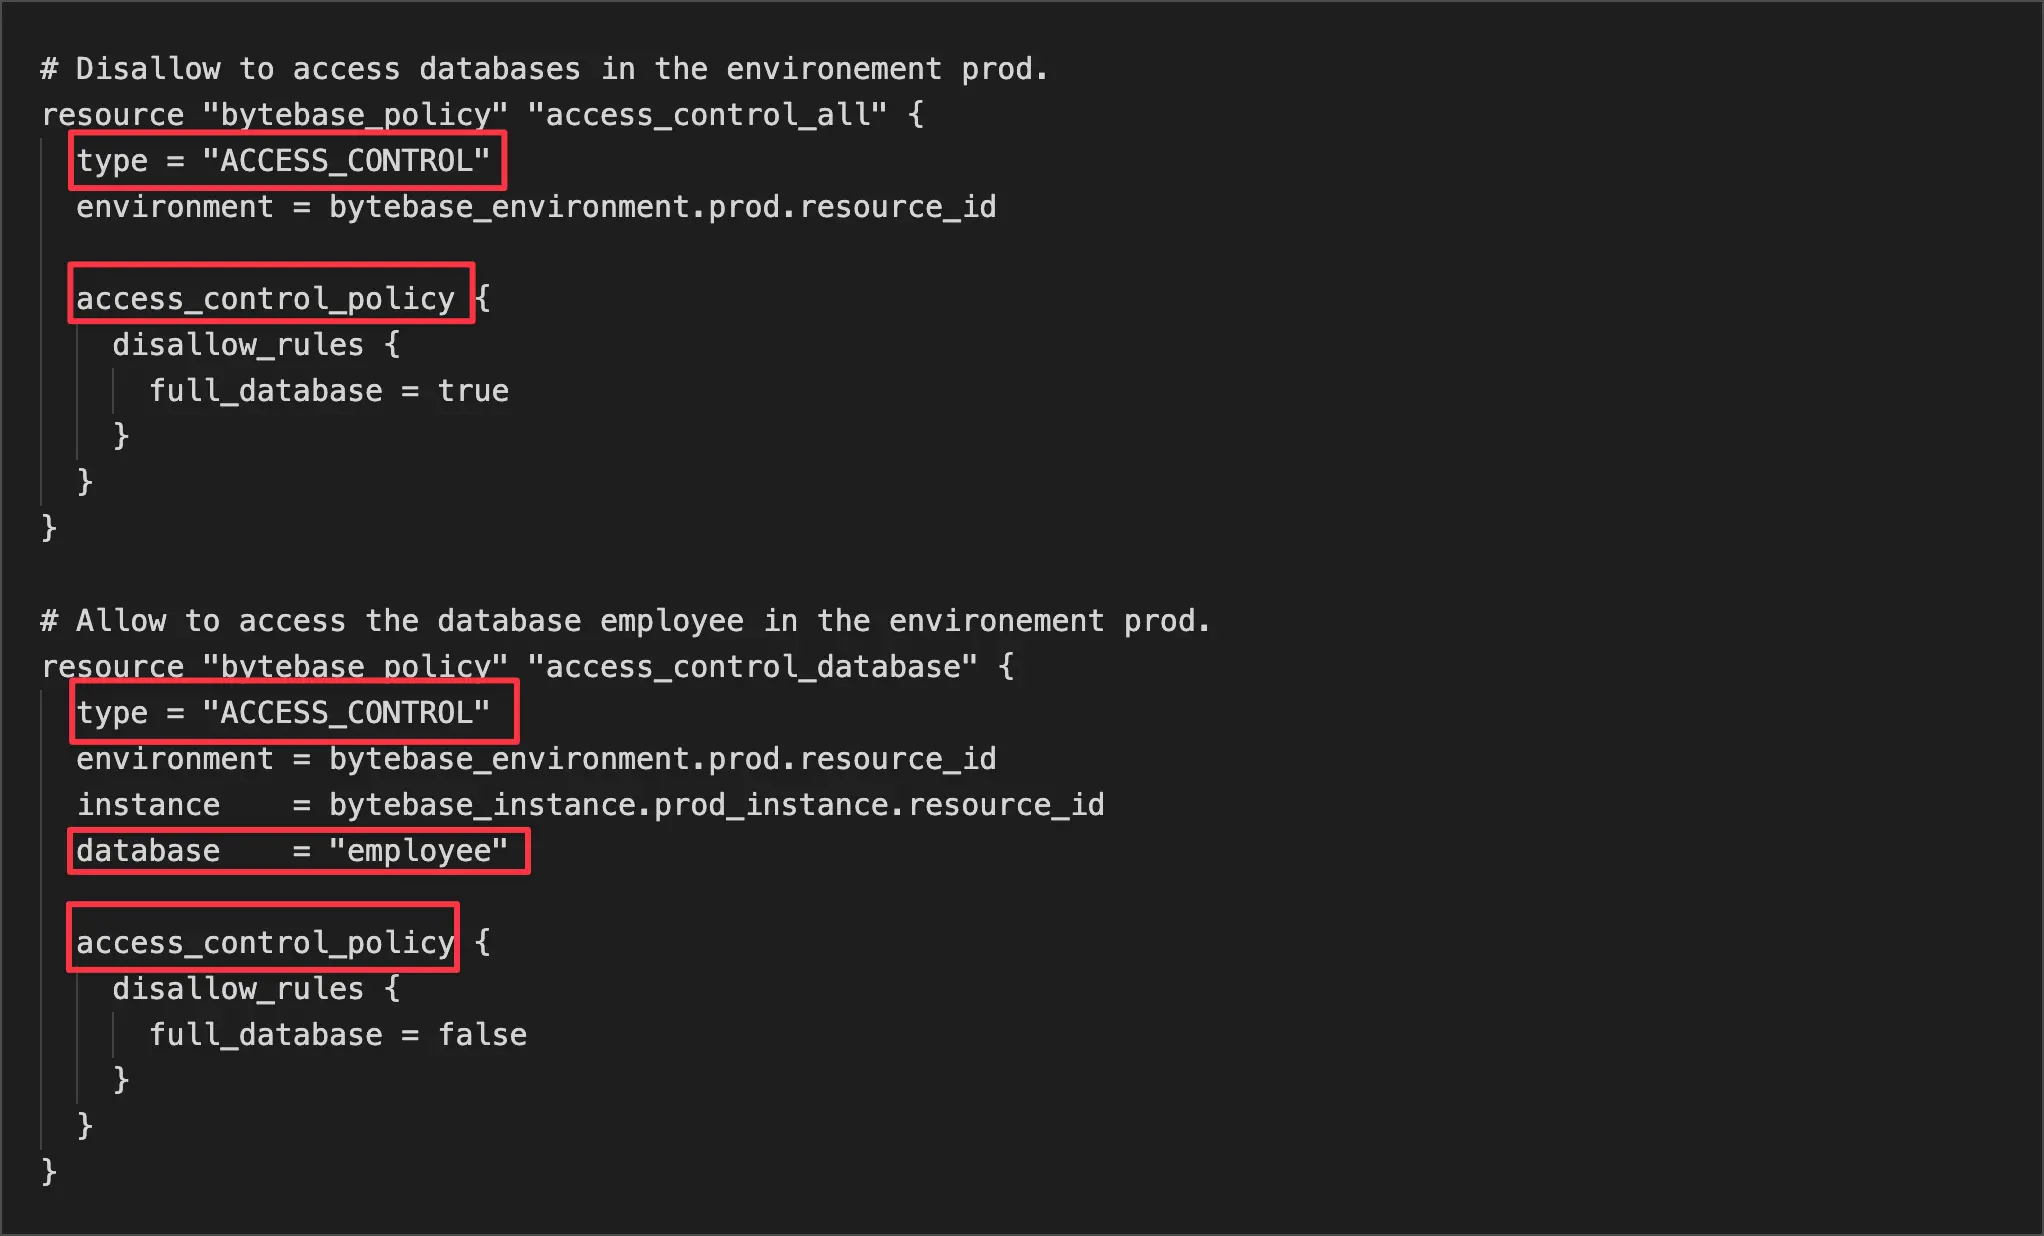 # Disallow to access databases in the environement prod.
resource "bytebase_policy" "access_control_all" {
  type = "ACCESS_CONTROL"
  environment = bytebase_environment.prod.resource_id

  access_control_policy {
    disallow_rules {
      full_database = true
    }
  }
}

# Allow to access the database employee in the environement prod.
resource "bytebase_policy" "access_control_database" {
  type = "ACCESS_CONTROL"
  environment = bytebase_environment.prod.resource_id
  instance    = bytebase_instance.prod_instance.resource_id
  database    = "employee"

  access_control_policy {
    disallow_rules {
      full_database = false
    }
  }
}